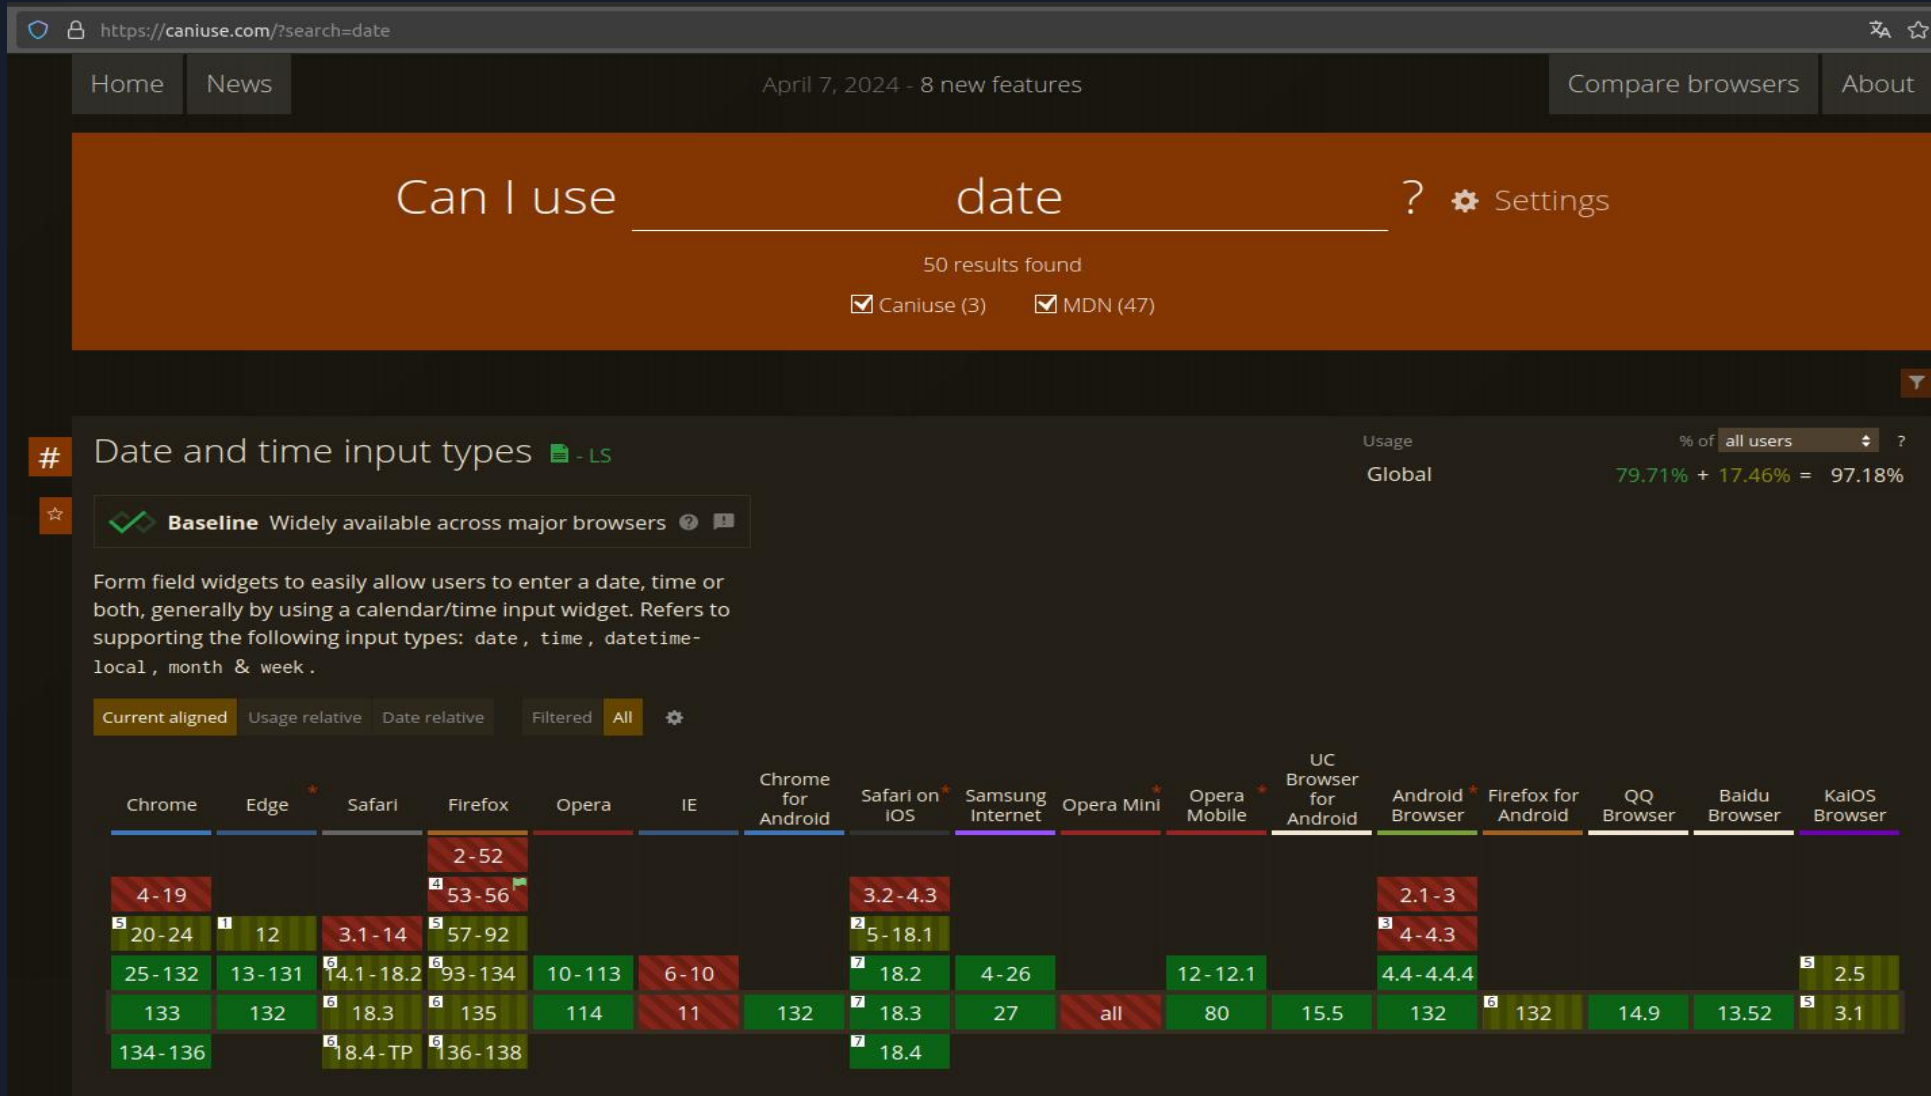 https://caniuse.com/?search=date
Home News April 7, 2024 - 8 new features Compare browsers About
Can I use date ? Settings
50 results found
Caniuse (3) MDN (47)
# Date and time input types - LS
Usage % of all users ?
Global 79.71% + 17.46% = 97.18%
Baseline Widely available across major browsers
Form field widgets to easily allow users to enter a date, time or
both, generally by using a calendar/time input widget. Refers to
supporting the following input types: date, time, datetime-
local, month & week.
Current aligned Usage relative Date relative Filtered All
Chrome Edge * Safari Firefox Opera IE Chrome for Android Safari on iOS * Samsung Internet Opera Mini * Opera Mobile * UC Browser for Android Android Browser * Firefox for Android QQ Browser Baidu Browser KaiOS Browser
2-52
4-19 4 53-56 3.2-4.3 2.1-3
5 20-24 1 12 3.1-14 5 57-92 2 5-18.1 3 4-4.3
25-132 13-131 6 14.1-18.2 6 93-134 10-113 6-10 7 18.2 4-26 12-12.1 4.4-4.4.4 5 2.5
133 132 6 18.3 6 135 114 11 132 7 18.3 27 all 80 15.5 132 6 132 14.9 13.52 5 3.1
134-136 6 18.4-TP 6 136-138 7 18.4